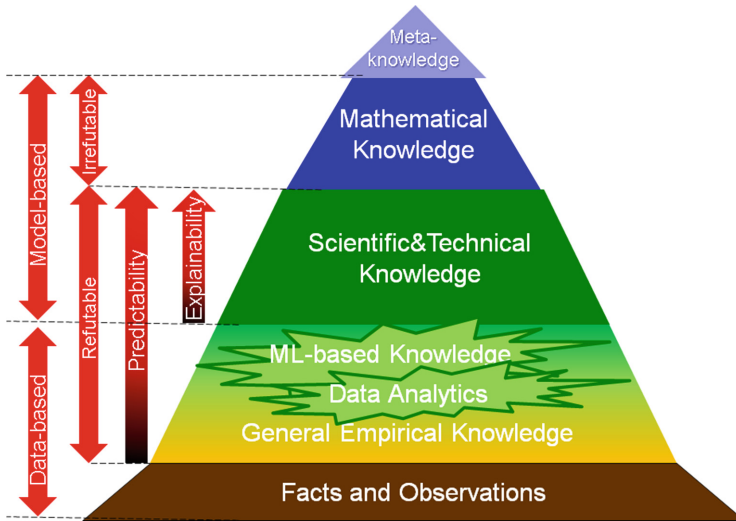 Meta-
knowledge
Mathematical
Knowledge
Scientific&Technical
Knowledge
ML-based Knowledge
Data Analytics
General Empirical Knowledge
Facts and Observations
Model-based
Data-based
Irrefutable
Refutable
Predictability
Explainability